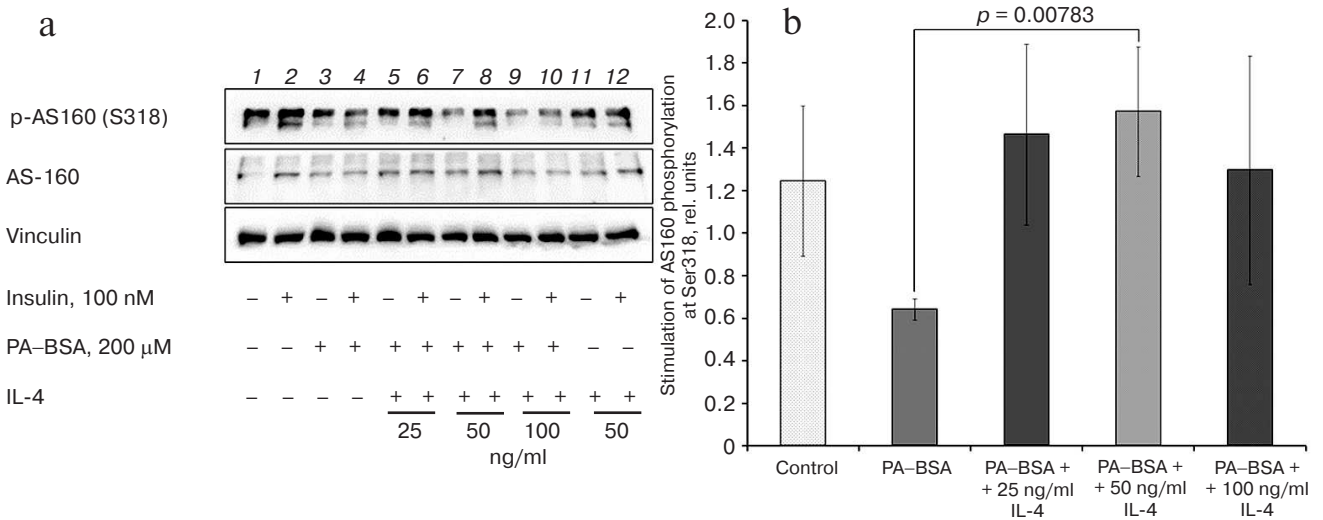 a
1 2 3 4 5 6 7 8 9 10 11 12
p-AS160 (S318)
AS-160
Vinculin
Insulin, 100 nM – + – + – + – + – + – +
PA–BSA, 200 µM – – + + + + + + + + – –
IL-4 – – – – + + + + + + + +
25 50 100 50
ng/ml
b
p = 0.00783
Stimulation of AS160 phosphorylation
at Ser318, rel. units
2.0
1.8
1.6
1.4
1.2
1.0
0.8
0.6
0.4
0.2
0
Control
PA–BSA
PA–BSA +
+ 25 ng/ml
IL-4
PA–BSA +
+ 50 ng/ml
IL-4
PA–BSA +
+ 100 ng/ml
IL-4